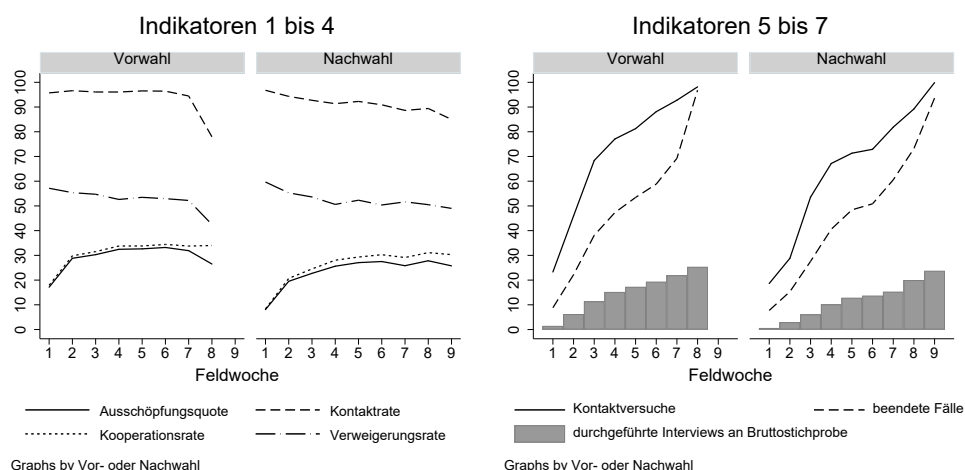 Indikatoren 1 bis 4
Vorwahl Nachwahl
0 10 20 30 40 50 60 70 80 90 100
1 2 3 4 5 6 7 8 9 1 2 3 4 5 6 7 8 9
Feldwoche
Ausschöpfungsquote Kontaktrate
Kooperationsrate Verweigerungsrate
Graphs by Vor- oder Nachwahl
Indikatoren 5 bis 7
Vorwahl Nachwahl
0 10 20 30 40 50 60 70 80 90 100
1 2 3 4 5 6 7 8 9 1 2 3 4 5 6 7 8 9
Feldwoche
Kontaktversuche beendete Fälle
durchgeführte Interviews an Bruttostichprobe
Graphs by Vor- oder Nachwahl